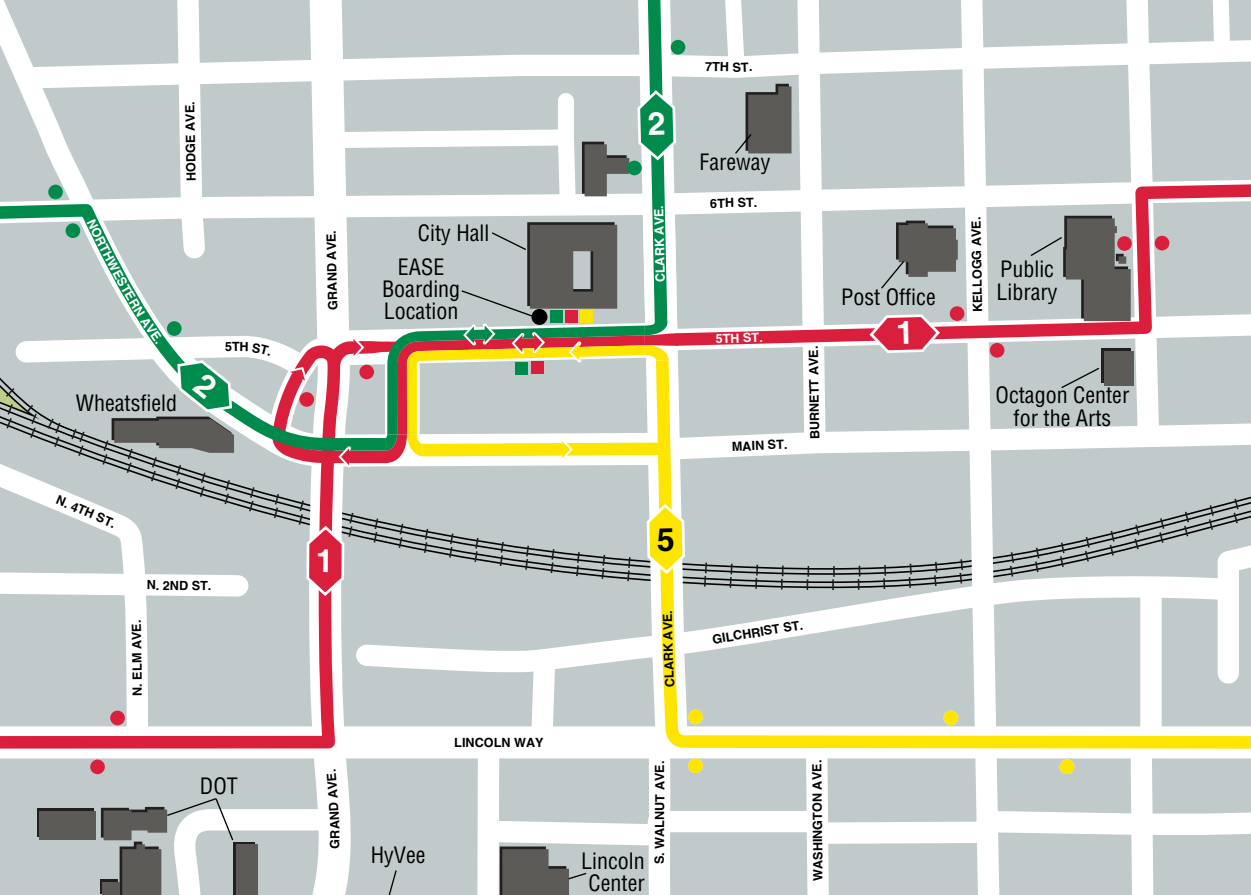 7TH ST.
HODGE AVE.
2
Fareway
6TH ST.
NORTHWESTERN AVE.
GRAND AVE.
City Hall
CLARK AVE.
EASE
Boarding
Location
Post Office
KELLOGG AVE.
Public
Library
5TH ST.
5TH ST.
1
2
Wheatsfield
BURNETT AVE.
Octagon Center
for the Arts
MAIN ST.
N. 4TH ST.
5
1
N. 2ND ST.
N. ELM AVE.
CLARK AVE.
GILCHRIST ST.
LINCOLN WAY
DOT
GRAND AVE.
S. WALNUT AVE.
WASHINGTON AVE.
HyVee
Lincoln
Center